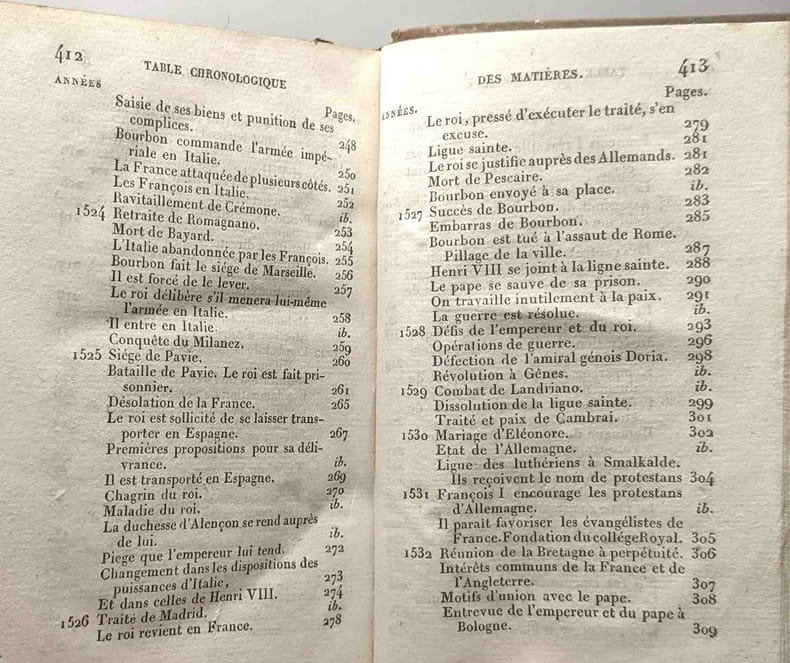 412
TABLE CHRONOLOGIQUE
ANNÉES
Pages.
Saisie de ses biens et punition de ses
complices. 248
Bourbon commande l'armée impé-
riale en Italie. 250
La France attaquée de plusieurs côtés. 251
Les François en Italie. 252
Ravitaillement de Crémone. ib.
1524 Retraite de Romagnano. 253
Mort de Bayard. 254
L'Italie abandonnée par les François. 255
Bourbon fait le siége de Marseille. 256
Il est forcé de le lever. 257
Le roi délibère s'il menera lui-même
l'armée en Italie. 258
Il entre en Italie. ib.
Conquête du Milanez. 259
1525 Siége de Pavie. 260
Bataille de Pavie. Le roi est fait pri-
sonnier. 261
Désolation de la France. 265
Le roi est sollicité de se laisser trans-
porter en Espagne. 267
Premières propositions pour sa déli-
vrance. ib.
Il est transporté en Espagne. 269
Chagrin du roi. 270
Maladie du roi. ib.
La duchesse d'Alençon se rend auprès
de lui. ib.
Piege que l'empereur lui tend. 272
Changement dans les dispositions des
puissances d'Italie, 273
Et dans celles de Henri VIII. 274
1526 Traité de Madrid. ib.
Le roi revient en France. 278
DES MATIÈRES. 413
ANNÉES. Pages.
Le roi, pressé d'exécuter le traité, s'en
excuse. 279
Ligue sainte. 281
Le roi se justifie auprès des Allemands. 281
Mort de Pescaire. 282
Bourbon envoyé à sa place. ib.
1527 Succès de Bourbon. 283
Embarras de Bourbon. 285
Bourbon est tué à l'assaut de Rome.
Pillage de la ville. 287
Henri VIII se joint à la ligue sainte. 288
Le pape se sauve de sa prison. 290
On travaille inutilement à la paix. 291
La guerre est résolue. ib.
1528 Défis de l'empereur et du roi. 293
Opérations de guerre. 296
Défection de l'amiral génois Doria. 298
Révolution à Gênes. ib.
1529 Combat de Landriano. ib.
Dissolution de la ligue sainte. 299
Traité et paix de Cambrai. 301
1530 Mariage d'Eléonore. 302
Etat de l'Allemagne. ib.
Ligue des luthériens à Smalkalde.
Ils reçoivent le nom de protestans 304
1531 François I encourage les protestans
d'Allemagne. ib.
Il paraît favoriser les évangélistes de
France. Fondation du collége Royal. 305
1532 Réunion de la Bretagne à perpétuité. 306
Intérêts communs de la France et de
l'Angleterre. 307
Motifs d'union avec le pape. 308
Entrevue de l'empereur et du pape à
Bologne. 309